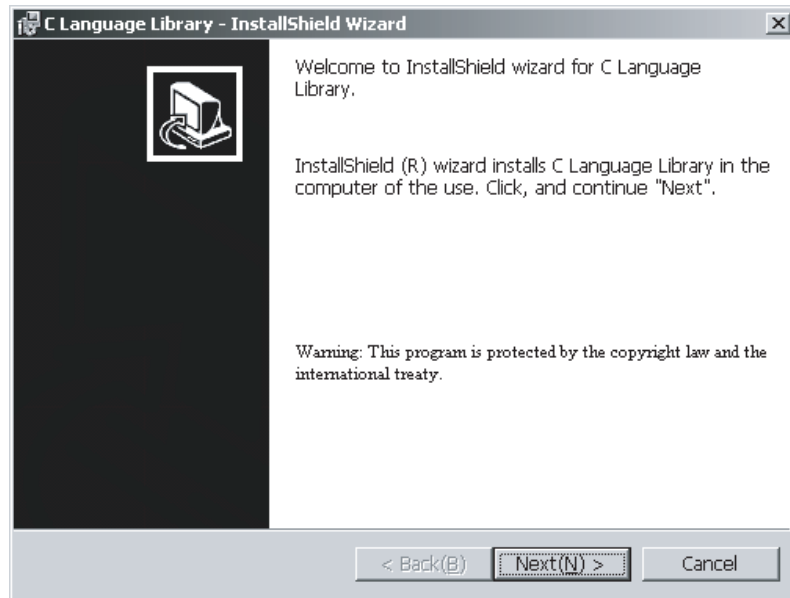 C Language Library - InstallShield Wizard
Welcome to InstallShield wizard for C Language
Library.
InstallShield (R) wizard installs C Language Library in the
computer of the use. Click, and continue "Next".
Warning: This program is protected by the copyright law and the
international treaty.
< Back(B)
Next(N) >
Cancel